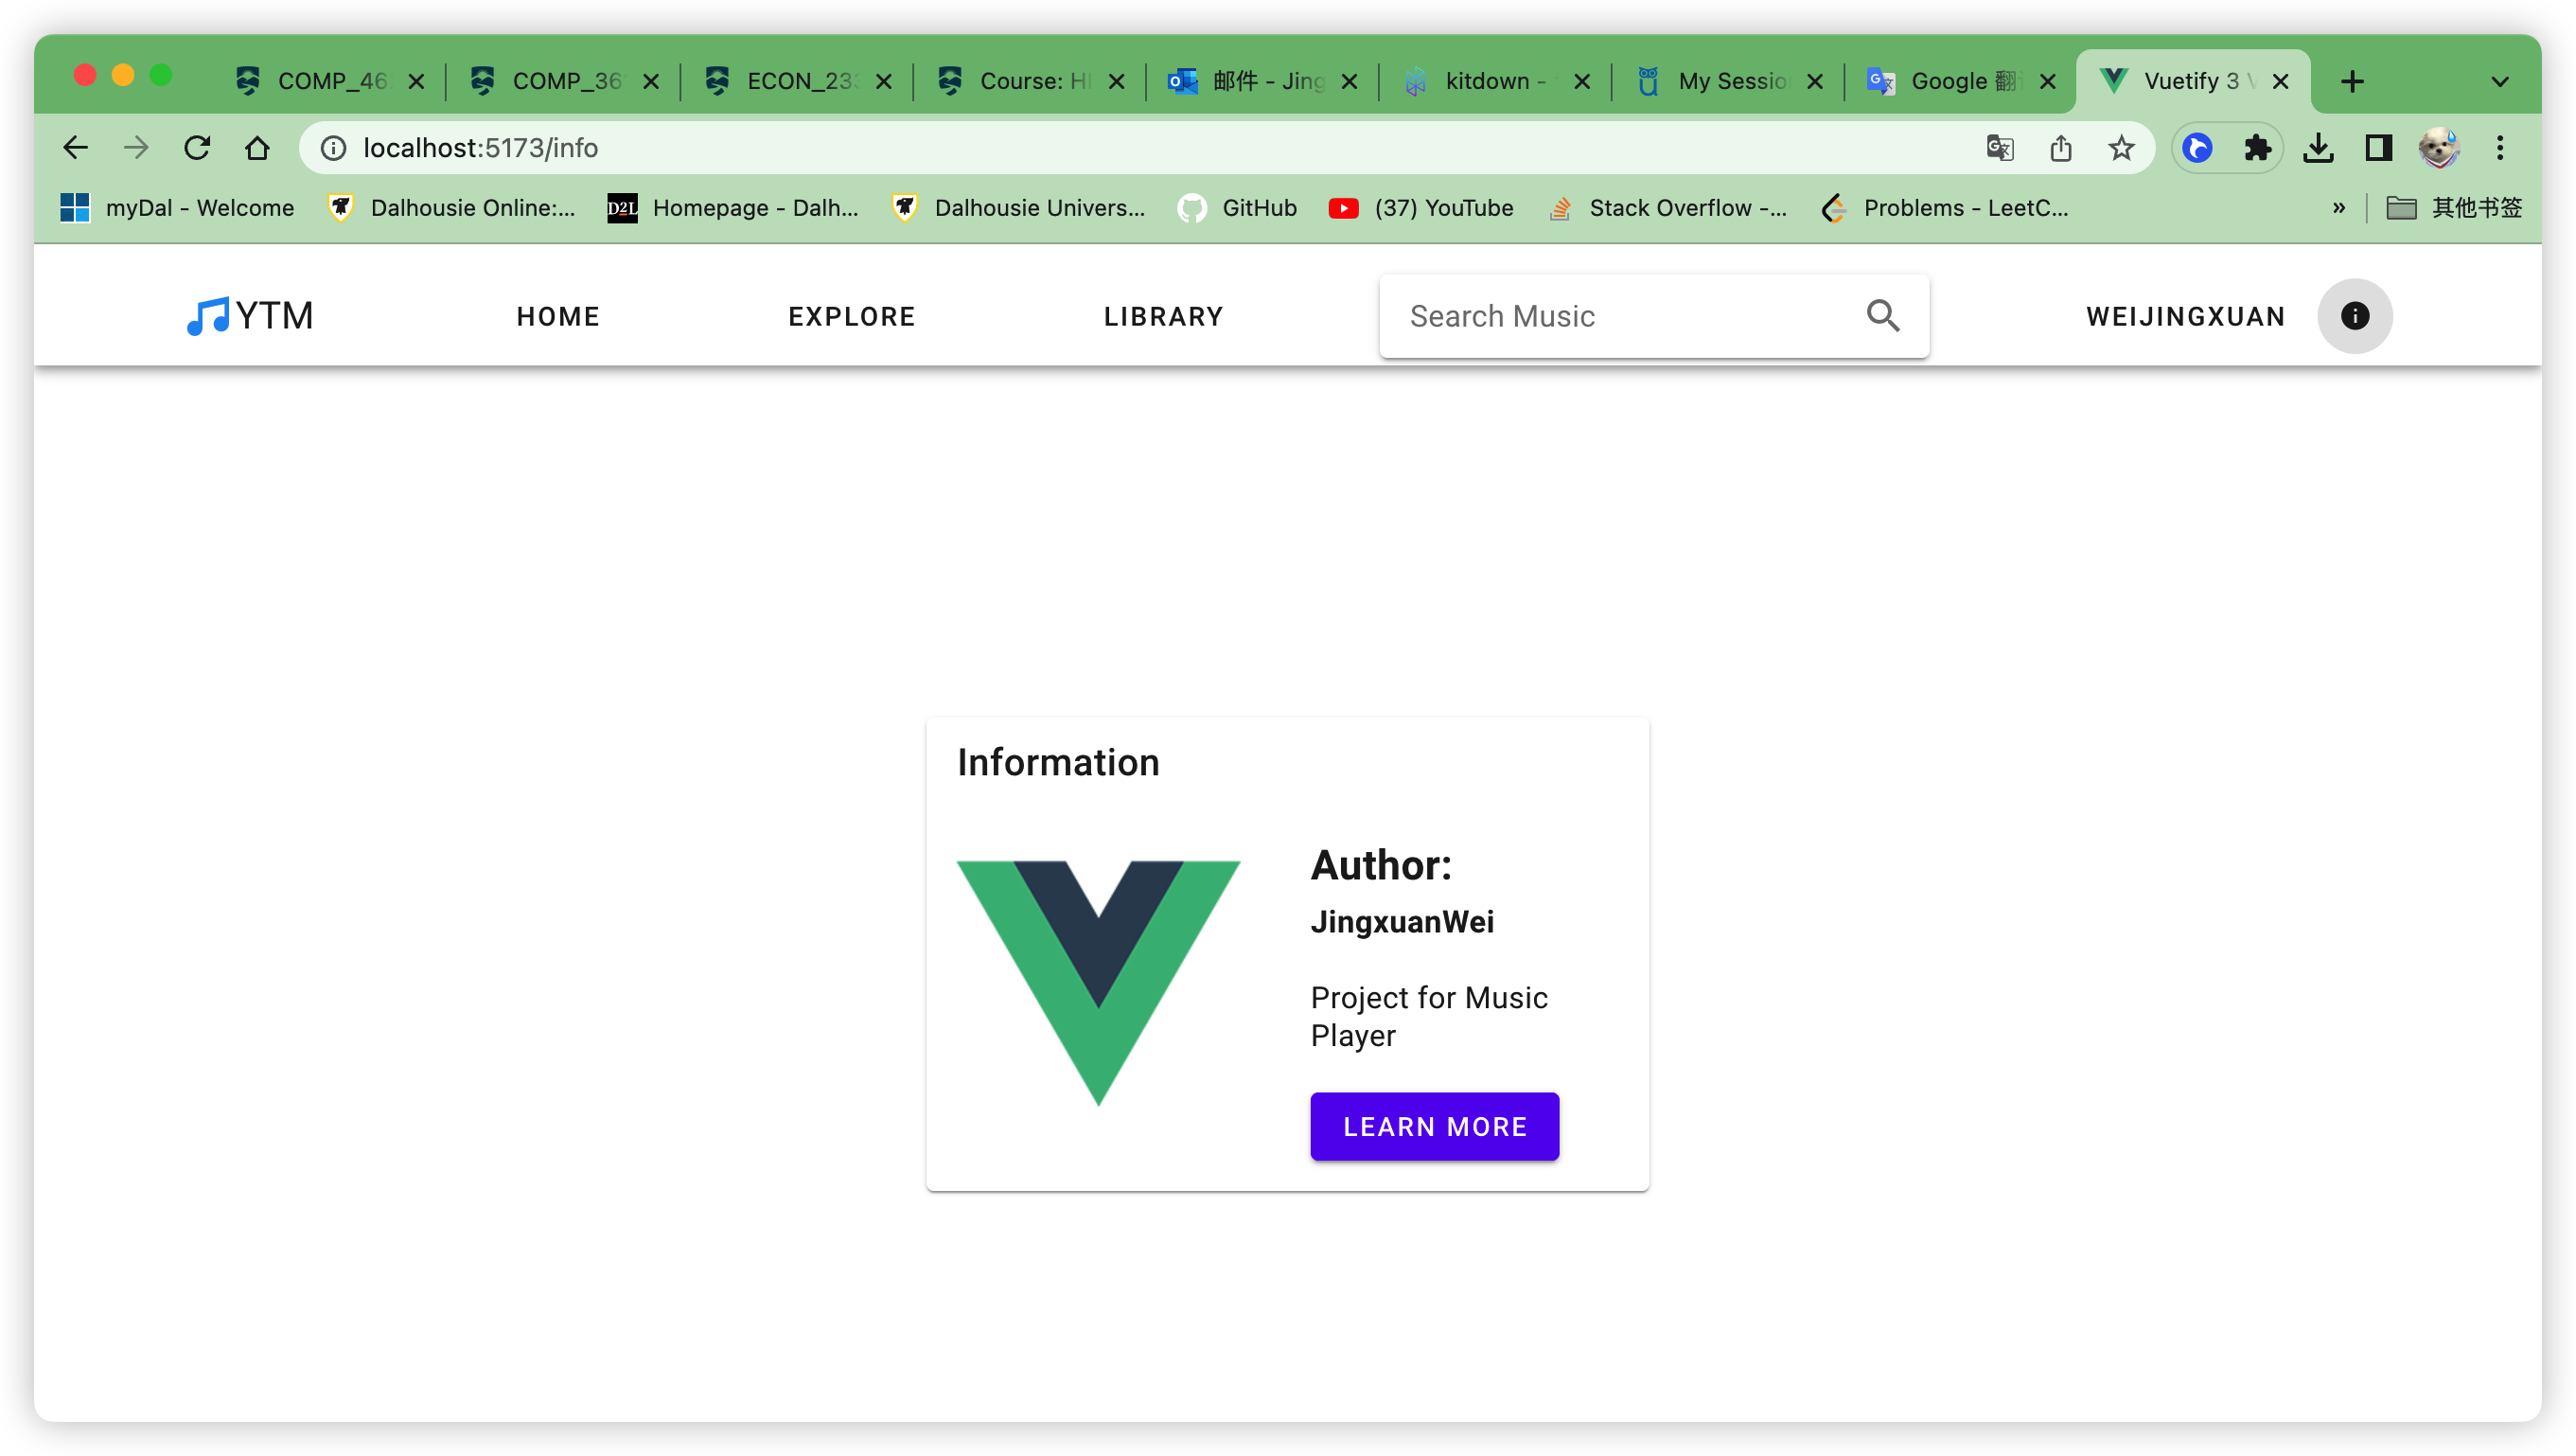 COMP_46
COMP_36
ECON_233
Course: H
邮件 - Jing
kitdown -
My Sessio
Google 翻
Vuetify 3
localhost:5173/info
myDal - Welcome
Dalhousie Online:...
D2L
Homepage - Dalh...
Dalhousie Univers...
GitHub
(37) YouTube
Stack Overflow -...
Problems - LeetC...
»
其他书签
YTM
HOME
EXPLORE
LIBRARY
Search Music
WEIJINGXUAN
Information
Author:
JingxuanWei
Project for Music
Player
LEARN MORE